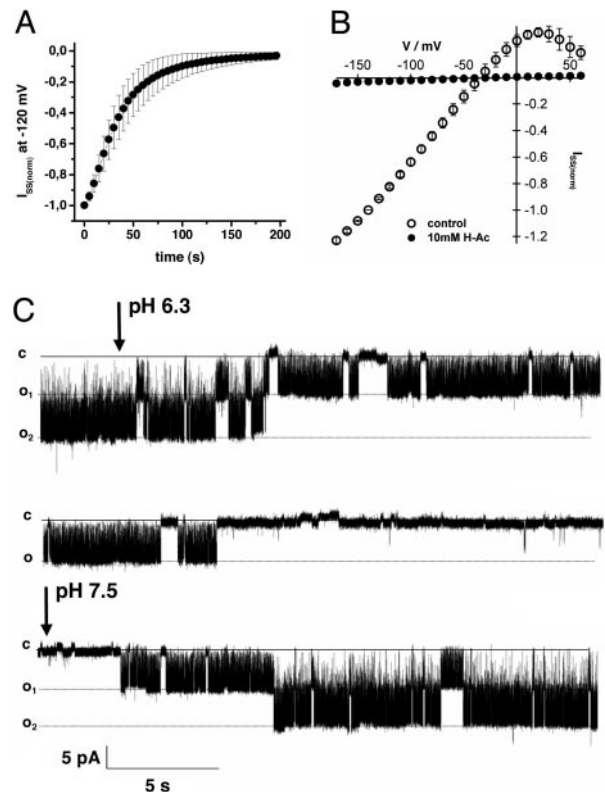 A
0,0
-0,2
-0,4
-0,6
-0,8
-1,0
I SS(norm) at -120 mV
0 50 100 150 200
time (s)
B
V / mV
-150 -100 -50 50
-0.2
-0.4
-0.6
-0.8
-1.0
-1.2
I SS(norm)
control
10mM H-Ac
C
pH 6.3
c
o1
o2
c
o
pH 7.5
c
o1
o2
5 pA
5 s